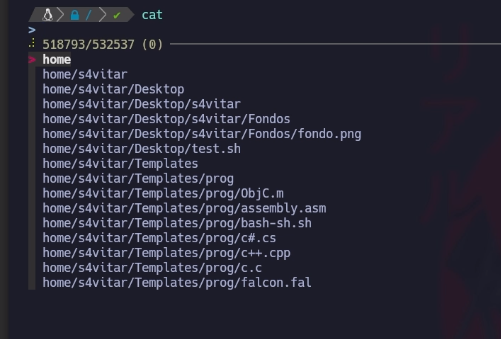 / ✔ cat
>
518793/532537 (0)
> home
home/s4vitar
home/s4vitar/Desktop
home/s4vitar/Desktop/s4vitar
home/s4vitar/Desktop/s4vitar/Fondos
home/s4vitar/Desktop/s4vitar/Fondos/fondo.png
home/s4vitar/Desktop/test.sh
home/s4vitar/Templates
home/s4vitar/Templates/prog
home/s4vitar/Templates/prog/ObjC.m
home/s4vitar/Templates/prog/assembly.asm
home/s4vitar/Templates/prog/bash-sh.sh
home/s4vitar/Templates/prog/c#.cs
home/s4vitar/Templates/prog/c++.cpp
home/s4vitar/Templates/prog/c.c
home/s4vitar/Templates/prog/falcon.fal